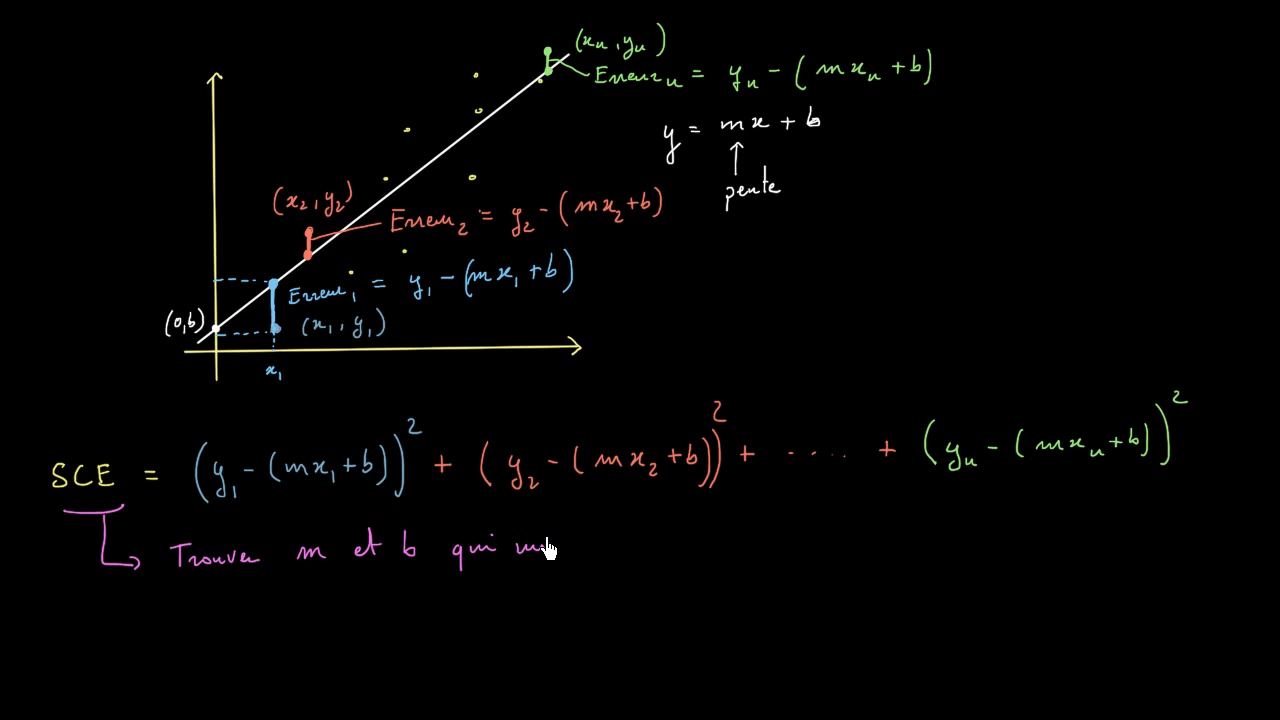 (xn, yn)
Erreurn = yn - (mxn + b)
y = mx + b
pente
(x2, y2)
Erreur2 = y2 - (mx2 + b)
Erreur1 = y1 - (mx1 + b)
(0,b)
(x1, y1)
x1
SCE = (y1 - (mx1 + b))² + (y2 - (mx2 + b))² + ..... + (yn - (mxn + b))²
Trouver m et b qui